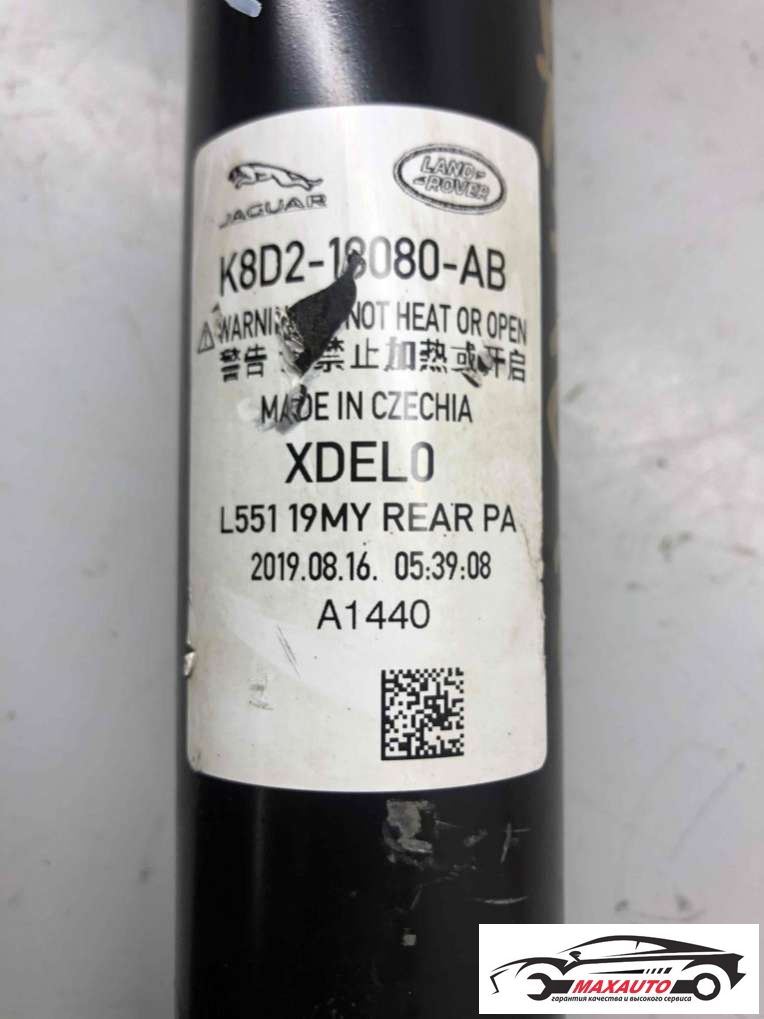 JAGUAR
LAND-
-ROVER
K8D2-18080-AB
WARNI NOT HEAT OR OPEN
警告 禁止加热或开启
MADE IN CZECHIA
XDEL0
L551 19MY REAR PA
2019.08.16. 05:39:08
A1440
MAXAUTO
гарантия качества и высокого сервиса